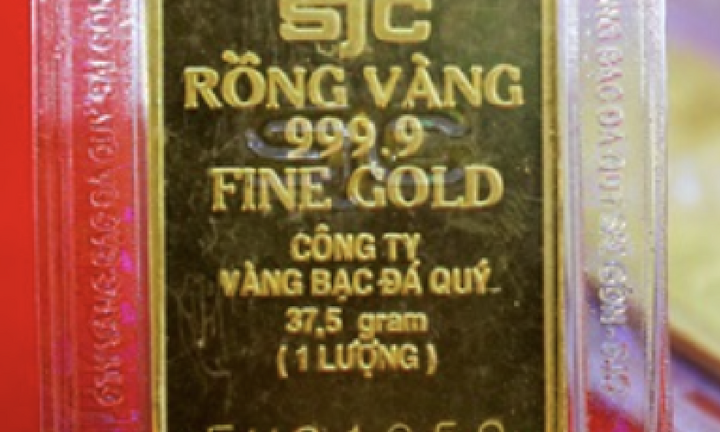 SJC
RỒNG VÀNG
999.9
FINE GOLD
CÔNG TY
VÀNG BẠC ĐÁ QUÝ
37,5 gram
( 1 LƯỢNG )